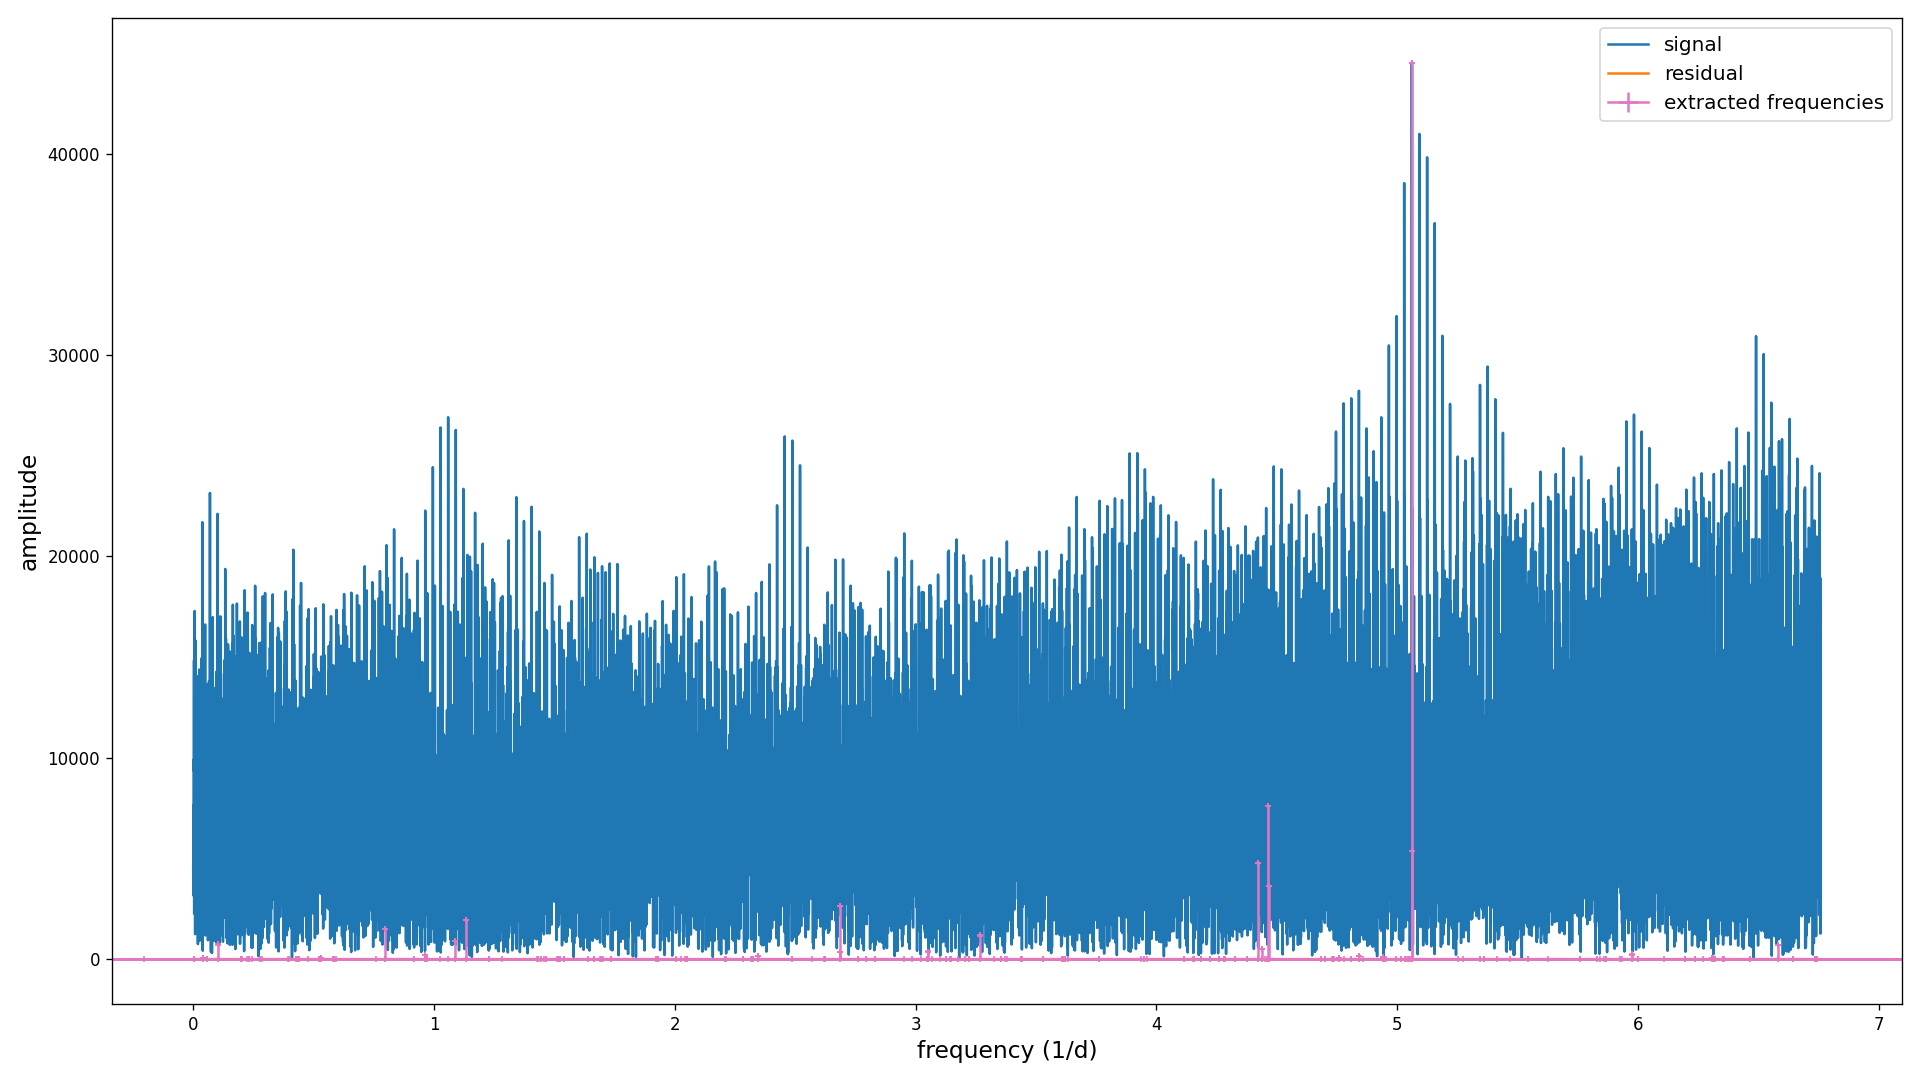 signal
residual
extracted frequencies
amplitude
40000
30000
20000
10000
0
0 1 2 3 4 5 6 7
frequency (1/d)